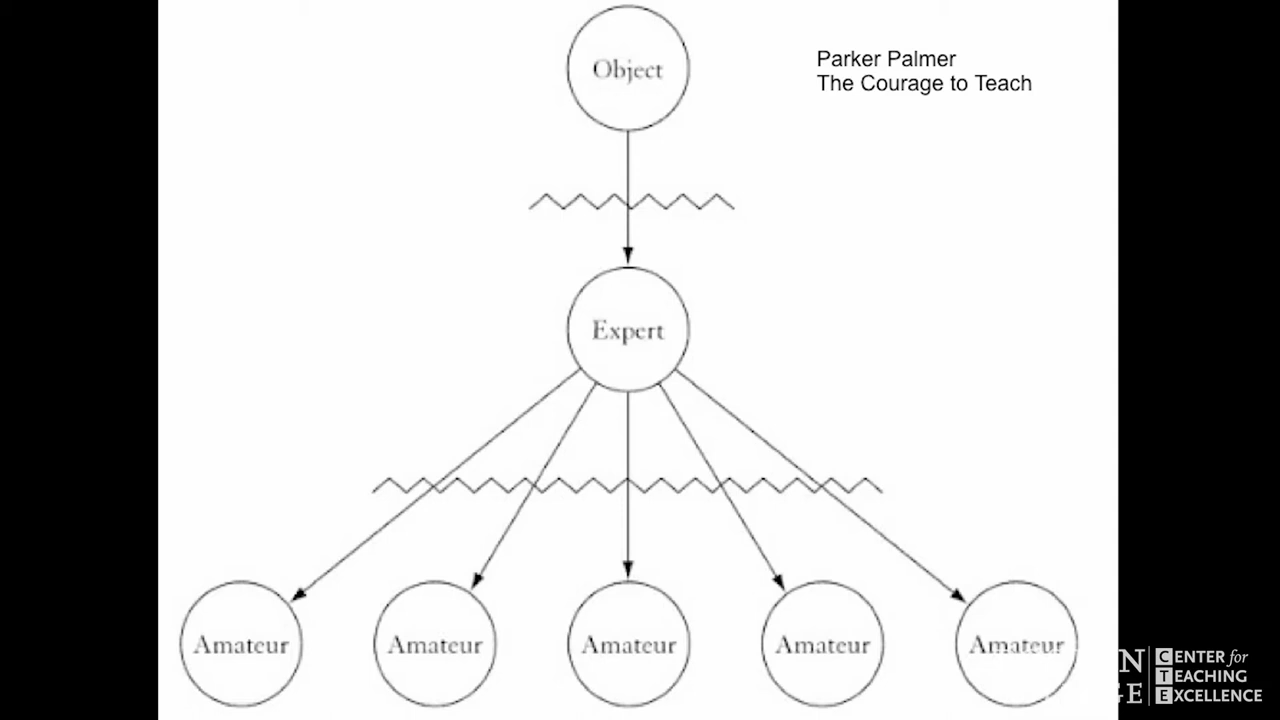 Object
Parker Palmer
The Courage to Teach
Expert
Amateur
Amateur
Amateur
Amateur
Amateur
CENTER for
TEACHING
EXCELLENCE